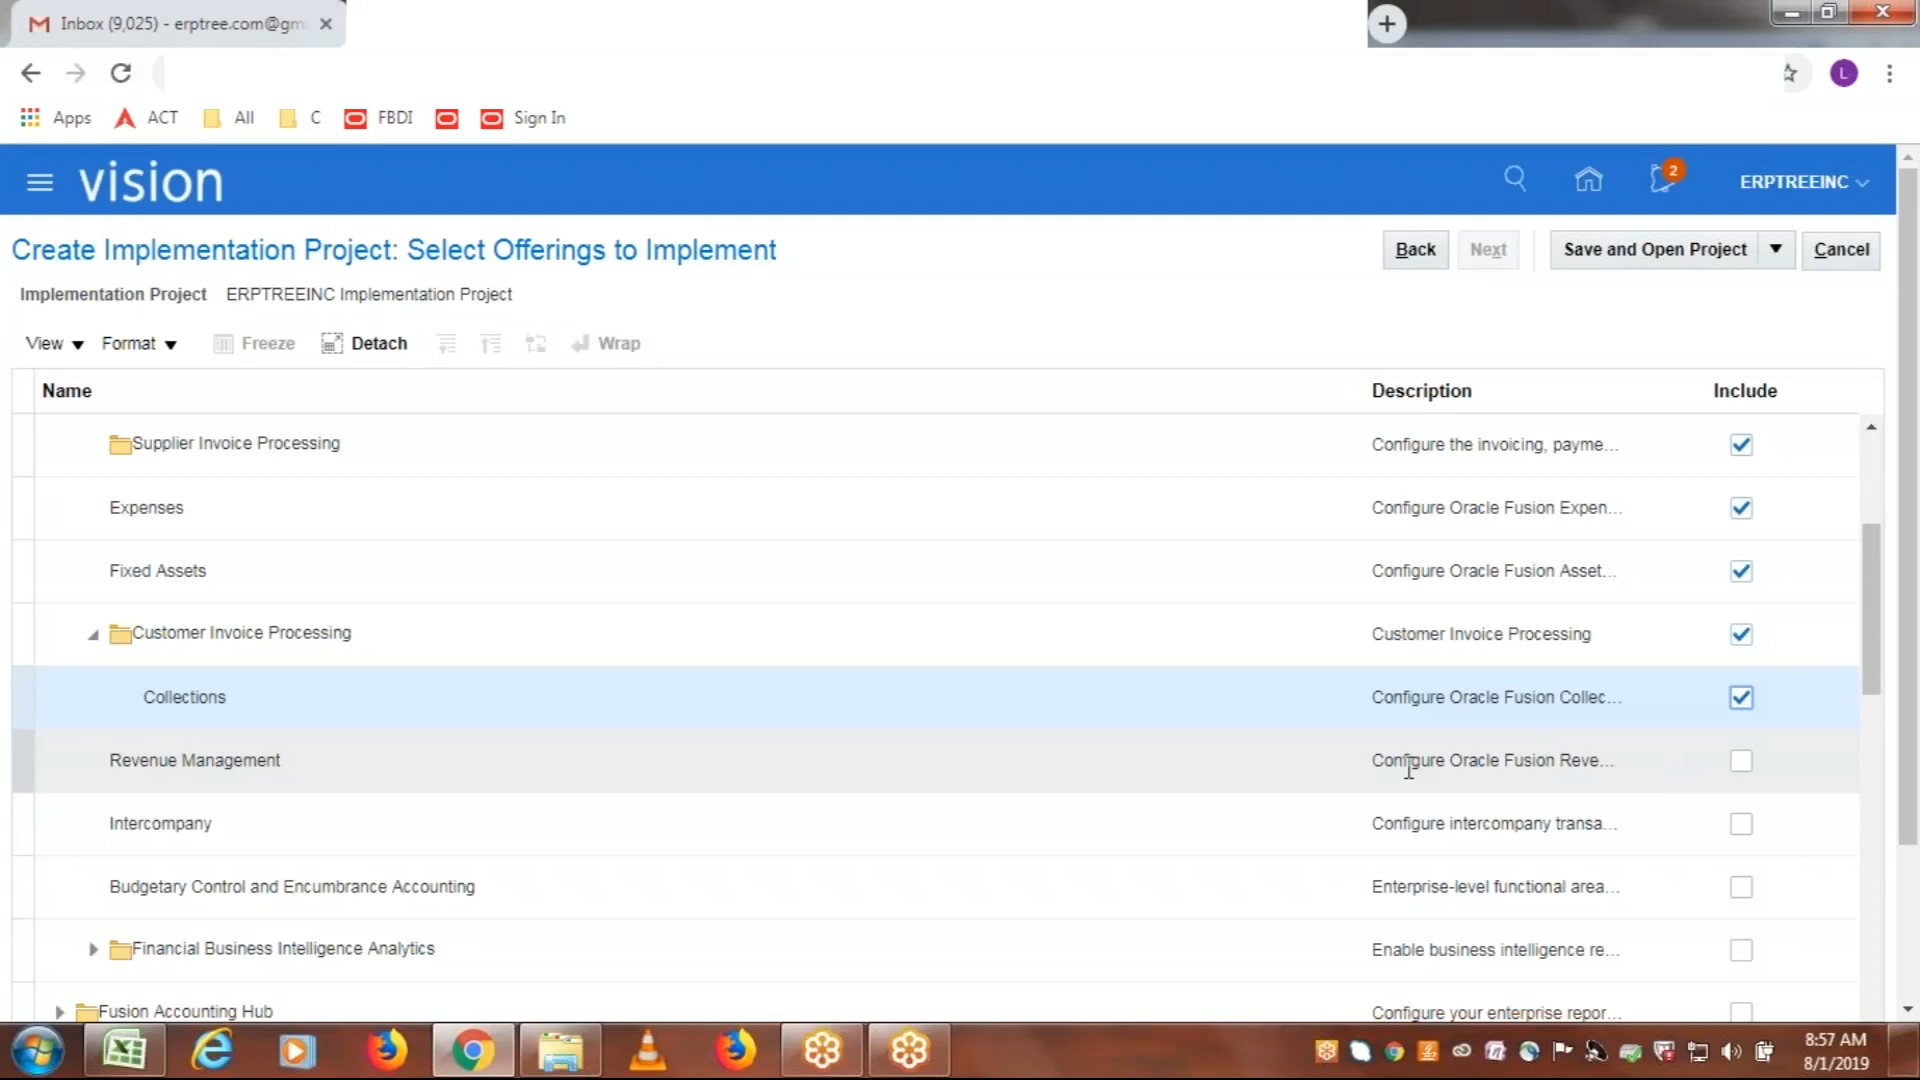 Inbox (9,025) - erptree.com@gm
Apps
ACT
All
C
FBDI
Sign In
vision
2
ERPTREEINC
L
Create Implementation Project: Select Offerings to Implement
Back
Next
Save and Open Project
Cancel
Implementation Project ERPTREEINC Implementation Project
View
Format
Freeze
Detach
Wrap
Name Description Include
Supplier Invoice Processing Configure the invoicing, payme...
Expenses Configure Oracle Fusion Expen...
Fixed Assets Configure Oracle Fusion Asset...
Customer Invoice Processing Customer Invoice Processing
Collections Configure Oracle Fusion Collec...
Revenue Management Configure Oracle Fusion Reve...
Intercompany Configure intercompany transa...
Budgetary Control and Encumbrance Accounting Enterprise-level functional area...
Financial Business Intelligence Analytics Enable business intelligence re...
Fusion Accounting Hub Configure your enterprise repor...
8:57 AM
8/1/2019